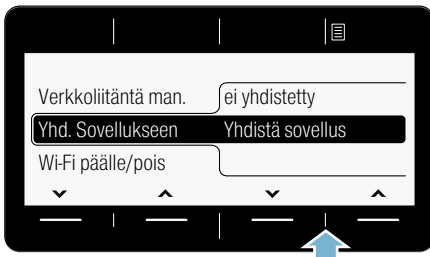 Verkkoliitäntä man. ei yhdistetty
Yhd. Sovellukseen Yhdistä sovellus
Wi-Fi päälle/pois